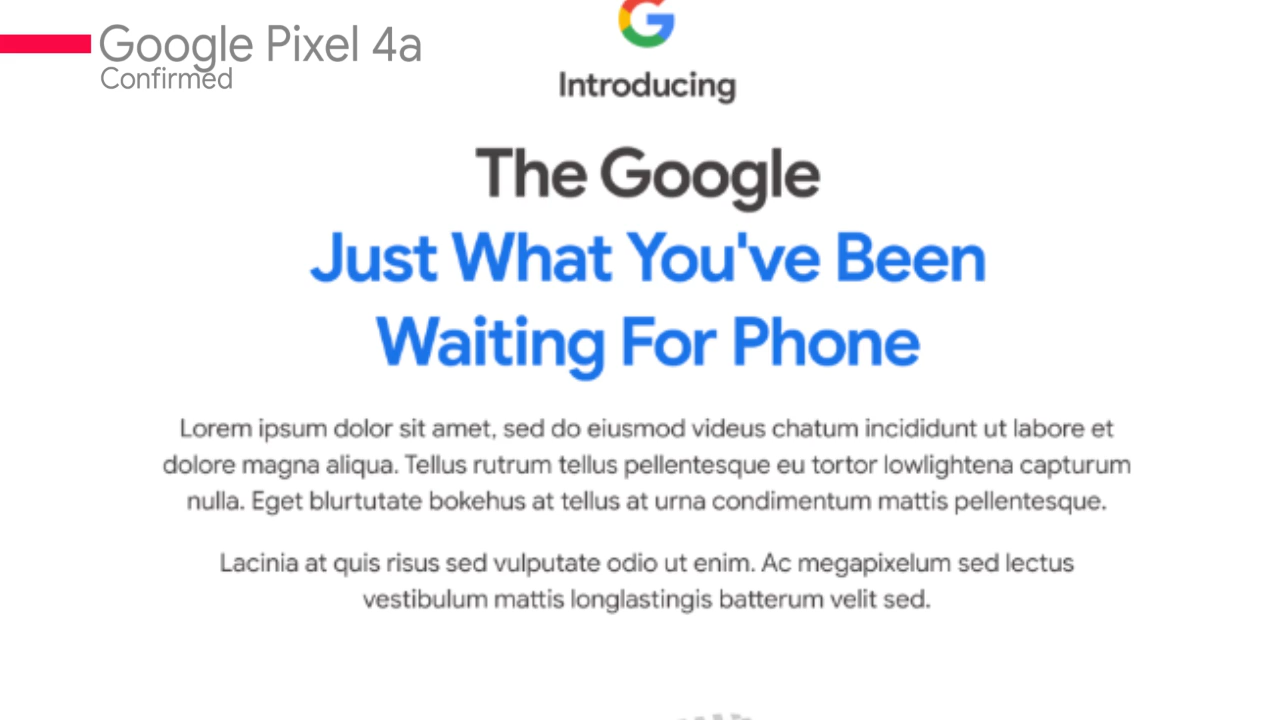 Google Pixel 4a
Confirmed
Introducing
The Google
Just What You've Been
Waiting For Phone
Lorem ipsum dolor sit amet, sed do eiusmod videus chatum incididunt ut labore et
dolore magna aliqua. Tellus rutrum tellus pellentesque eu tortor lowlightena capturum
nulla. Eget blurtutate bokehus at tellus at urna condimentum mattis pellentesque.
Lacinia at quis risus sed vulputate odio ut enim. Ac megapixelum sed lectus
vestibulum mattis longlastingis batterum velit sed.